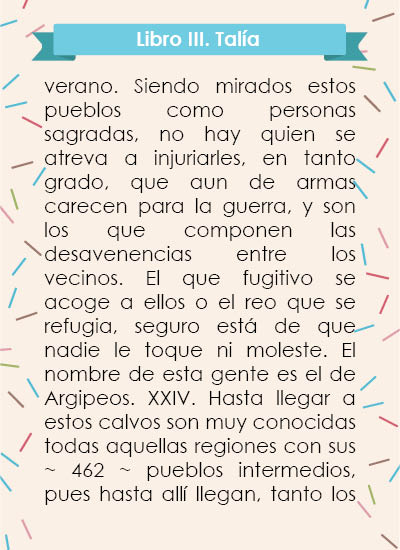 Libro III. Talía
verano. Siendo mirados estos
pueblos como personas
sagradas, no hay quien se
atreva a injuriarles, en tanto
grado, que aun de armas
carecen para la guerra, y son
los que componen las
desavenencias entre los
vecinos. El que fugitivo se
acoge a ellos o el reo que se
refugia, seguro está de que
nadie le toque ni moleste. El
nombre de esta gente es el de
Argipeos. XXIV. Hasta llegar a
estos calvos son muy conocidas
todas aquellas regiones con sus
~ 462 ~ pueblos intermedios,
pues hasta allí llegan, tanto los